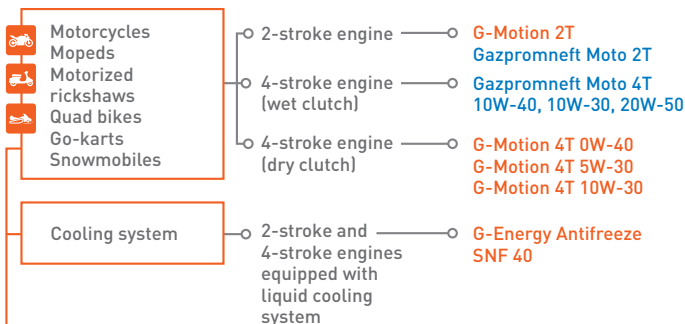 Motorcycles
Mopeds
Motorized
rickshaws
Quad bikes
Go-karts
Snowmobiles
2-stroke engine
G-Motion 2T
Gazpromneft Moto 2T
4-stroke engine
(wet clutch)
Gazpromneft Moto 4T
10W-40, 10W-30, 20W-50
4-stroke engine
(dry clutch)
G-Motion 4T 0W-40
G-Motion 4T 5W-30
G-Motion 4T 10W-30
Cooling system
2-stroke and
4-stroke engines
equipped with
liquid cooling
system
G-Energy Antifreeze
SNF 40